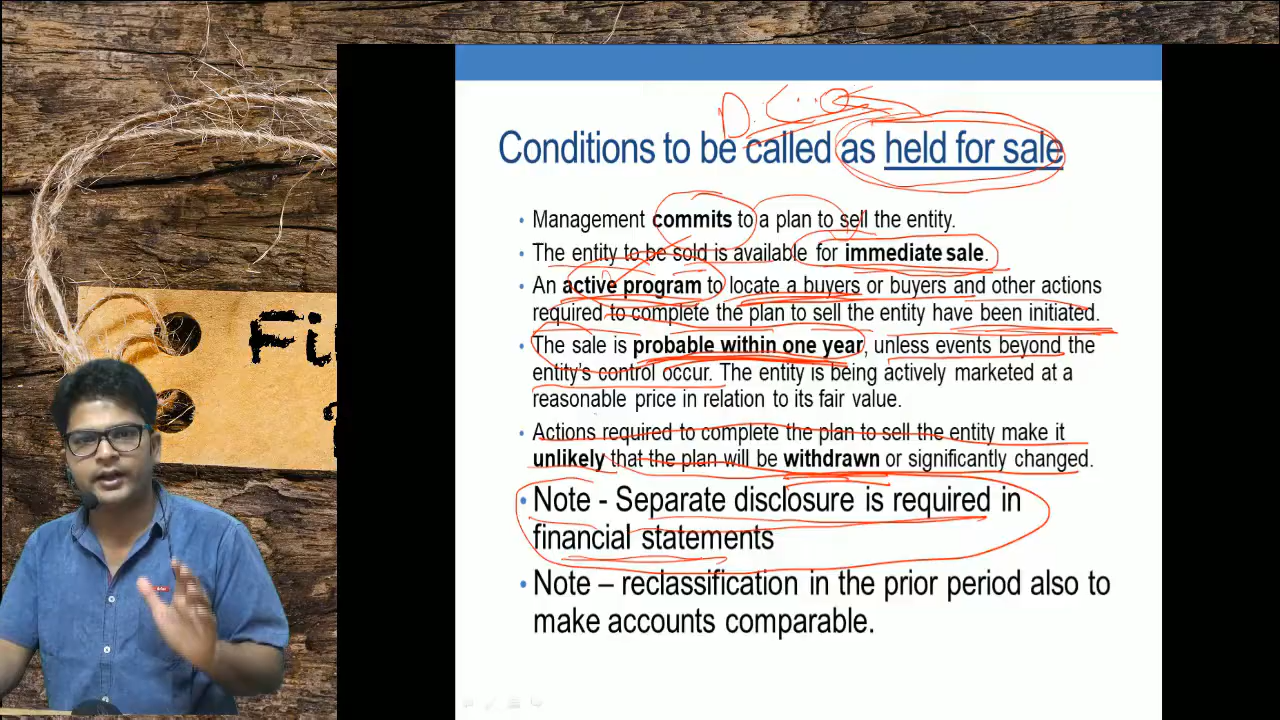 D.C.O
Conditions to be called as held for sale
• Management commits to a plan to sell the entity.
• The entity to be sold is available for immediate sale.
• An active program to locate a buyers or buyers and other actions
required to complete the plan to sell the entity have been initiated.
• The sale is probable within one year, unless events beyond the
entity's control occur. The entity is being actively marketed at a
reasonable price in relation to its fair value.
• Actions required to complete the plan to sell the entity make it
unlikely that the plan will be withdrawn or significantly changed.
• Note - Separate disclosure is required in
financial statements
• Note – reclassification in the prior period also to
make accounts comparable.
Fi